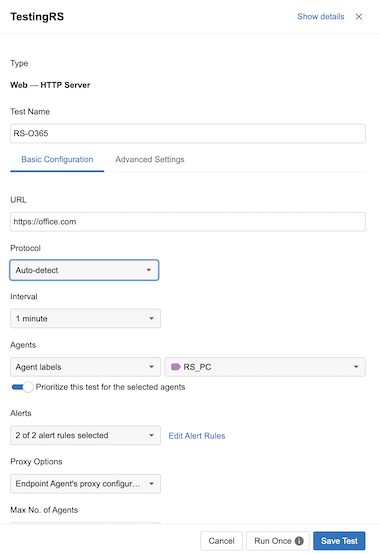 TestingRS
Show details
Type
Web — HTTP Server
Test Name
RS-O365
Basic Configuration
Advanced Settings
URL
https://office.com
Protocol
Auto-detect
Interval
1 minute
Agents
Agent labels
RS_PC
Prioritize this test for the selected agents
Alerts
2 of 2 alert rules selected
Edit Alert Rules
Proxy Options
Endpoint Agent's proxy configur...
Max No. of Agents
Cancel
Run Once
Save Test